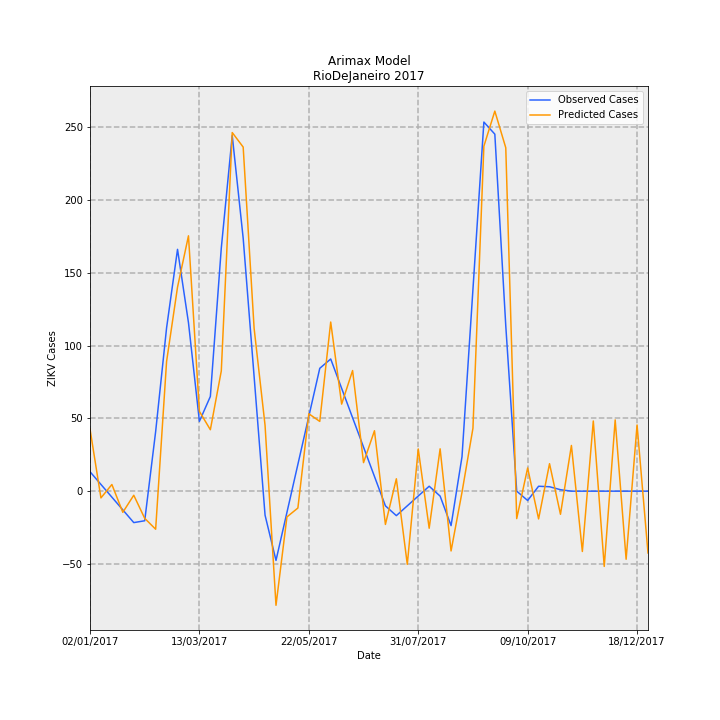 Arimax Model
RioDeJaneiro 2017
Observed Cases
Predicted Cases
250
200
150
100
50
0
−50
ZIKV Cases
02/01/2017
13/03/2017
22/05/2017
31/07/2017
09/10/2017
18/12/2017
Date